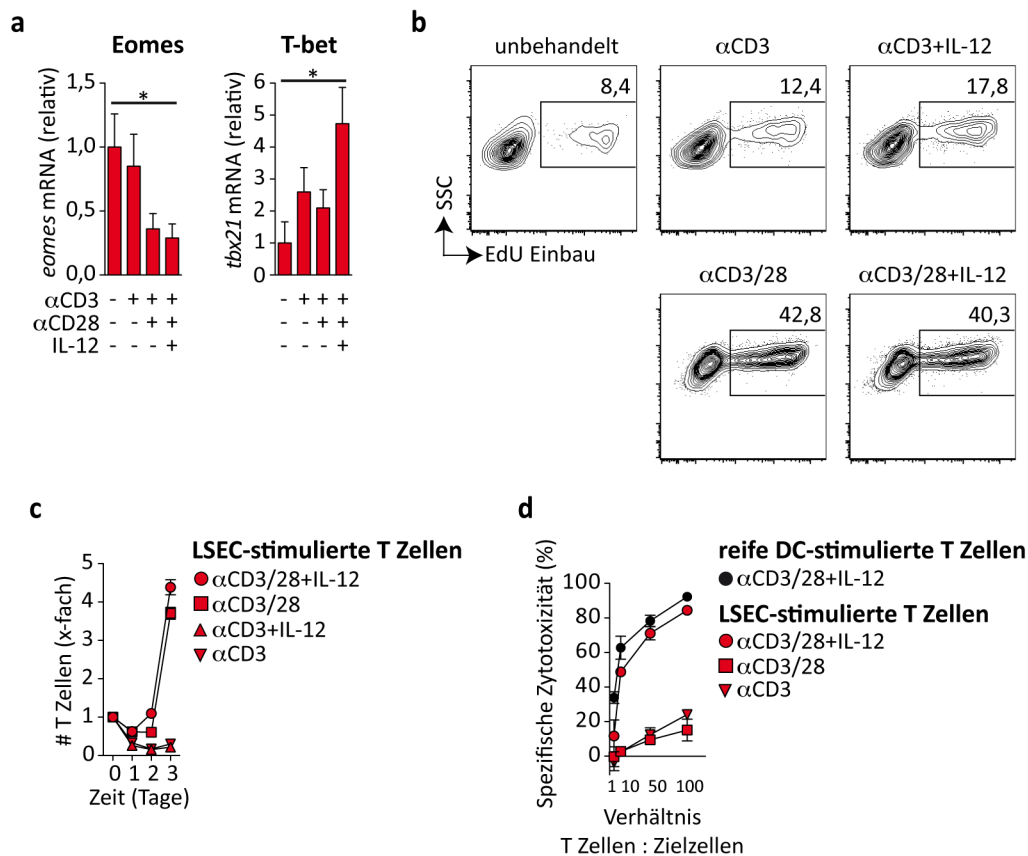 a
Eomes
T-bet
eomes mRNA (relativ)
1,5
1,0
0,5
0,0
*
tbx21 mRNA (relativ)
6
5
4
3
2
1
0
*
αCD3 - + + + - + + +
αCD28 - - + + - - + +
IL-12 - - - + - - - +
b
unbehandelt
αCD3
αCD3+IL-12
8,4
12,4
17,8
SSC
EdU Einbau
αCD3/28
αCD3/28+IL-12
42,8
40,3
c
LSEC-stimulierte T Zellen
αCD3/28+IL-12
αCD3/28
αCD3+IL-12
αCD3
# T Zellen (x-fach)
5
4
3
2
1
0
0 1 2 3
Zeit (Tage)
d
reife DC-stimulierte T Zellen
αCD3/28+IL-12
LSEC-stimulierte T Zellen
αCD3/28+IL-12
αCD3/28
αCD3
Spezifische Zytotoxizität (%)
100
80
60
40
20
0
1 10 50 100
Verhältnis
T Zellen : Zielzellen